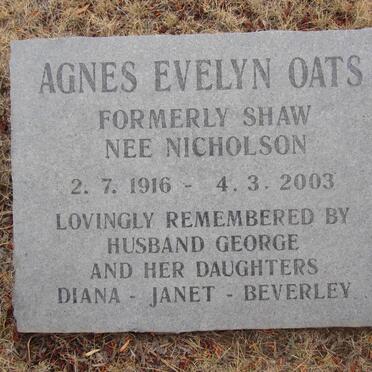 AGNES EVELYN OATS
FORMERLY SHAW
NEE NICHOLSON
2. 7. 1916 - 4. 3. 2003
LOVINGLY REMEMBERED BY
HUSBAND GEORGE
AND HER DAUGHTERS
DIANA - JANET - BEVERLEY